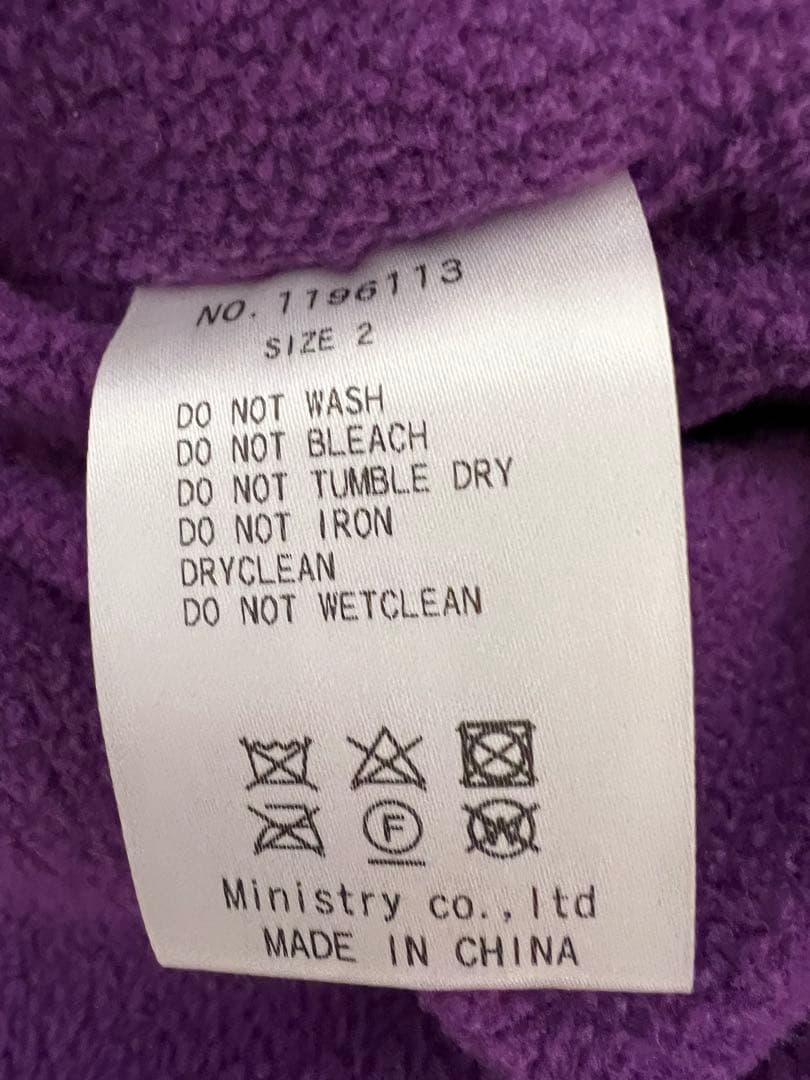 NO. 1196113
SIZE 2
DO NOT WASH
DO NOT BLEACH
DO NOT TUMBLE DRY
DO NOT IRON
DRYCLEAN
DO NOT WETCLEAN
F W
Ministry co.,ltd
MADE IN CHINA